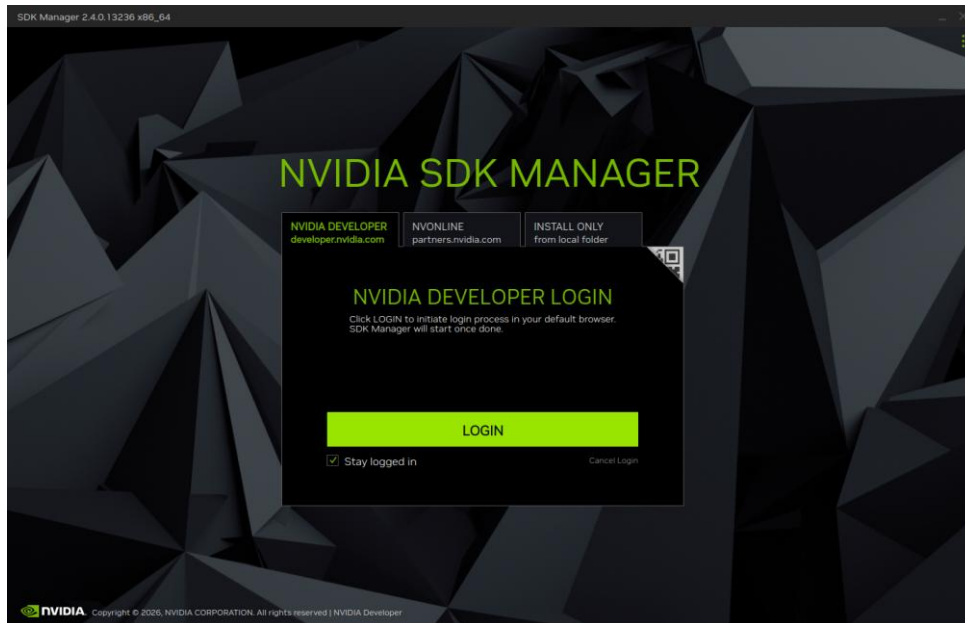 SDK Manager 2.4.0.13236 x86_64
NVIDIA SDK MANAGER
NVIDIA DEVELOPER
developer.nvidia.com
NVONLINE
partners.nvidia.com
INSTALL ONLY
from local folder
NVIDIA DEVELOPER LOGIN
Click LOGIN to initiate login process in your default browser.
SDK Manager will start once done.
LOGIN
Stay logged in
Cancel Login
NVIDIA. Copyright © 2026, NVIDIA CORPORATION. All rights reserved | NVIDIA Developer